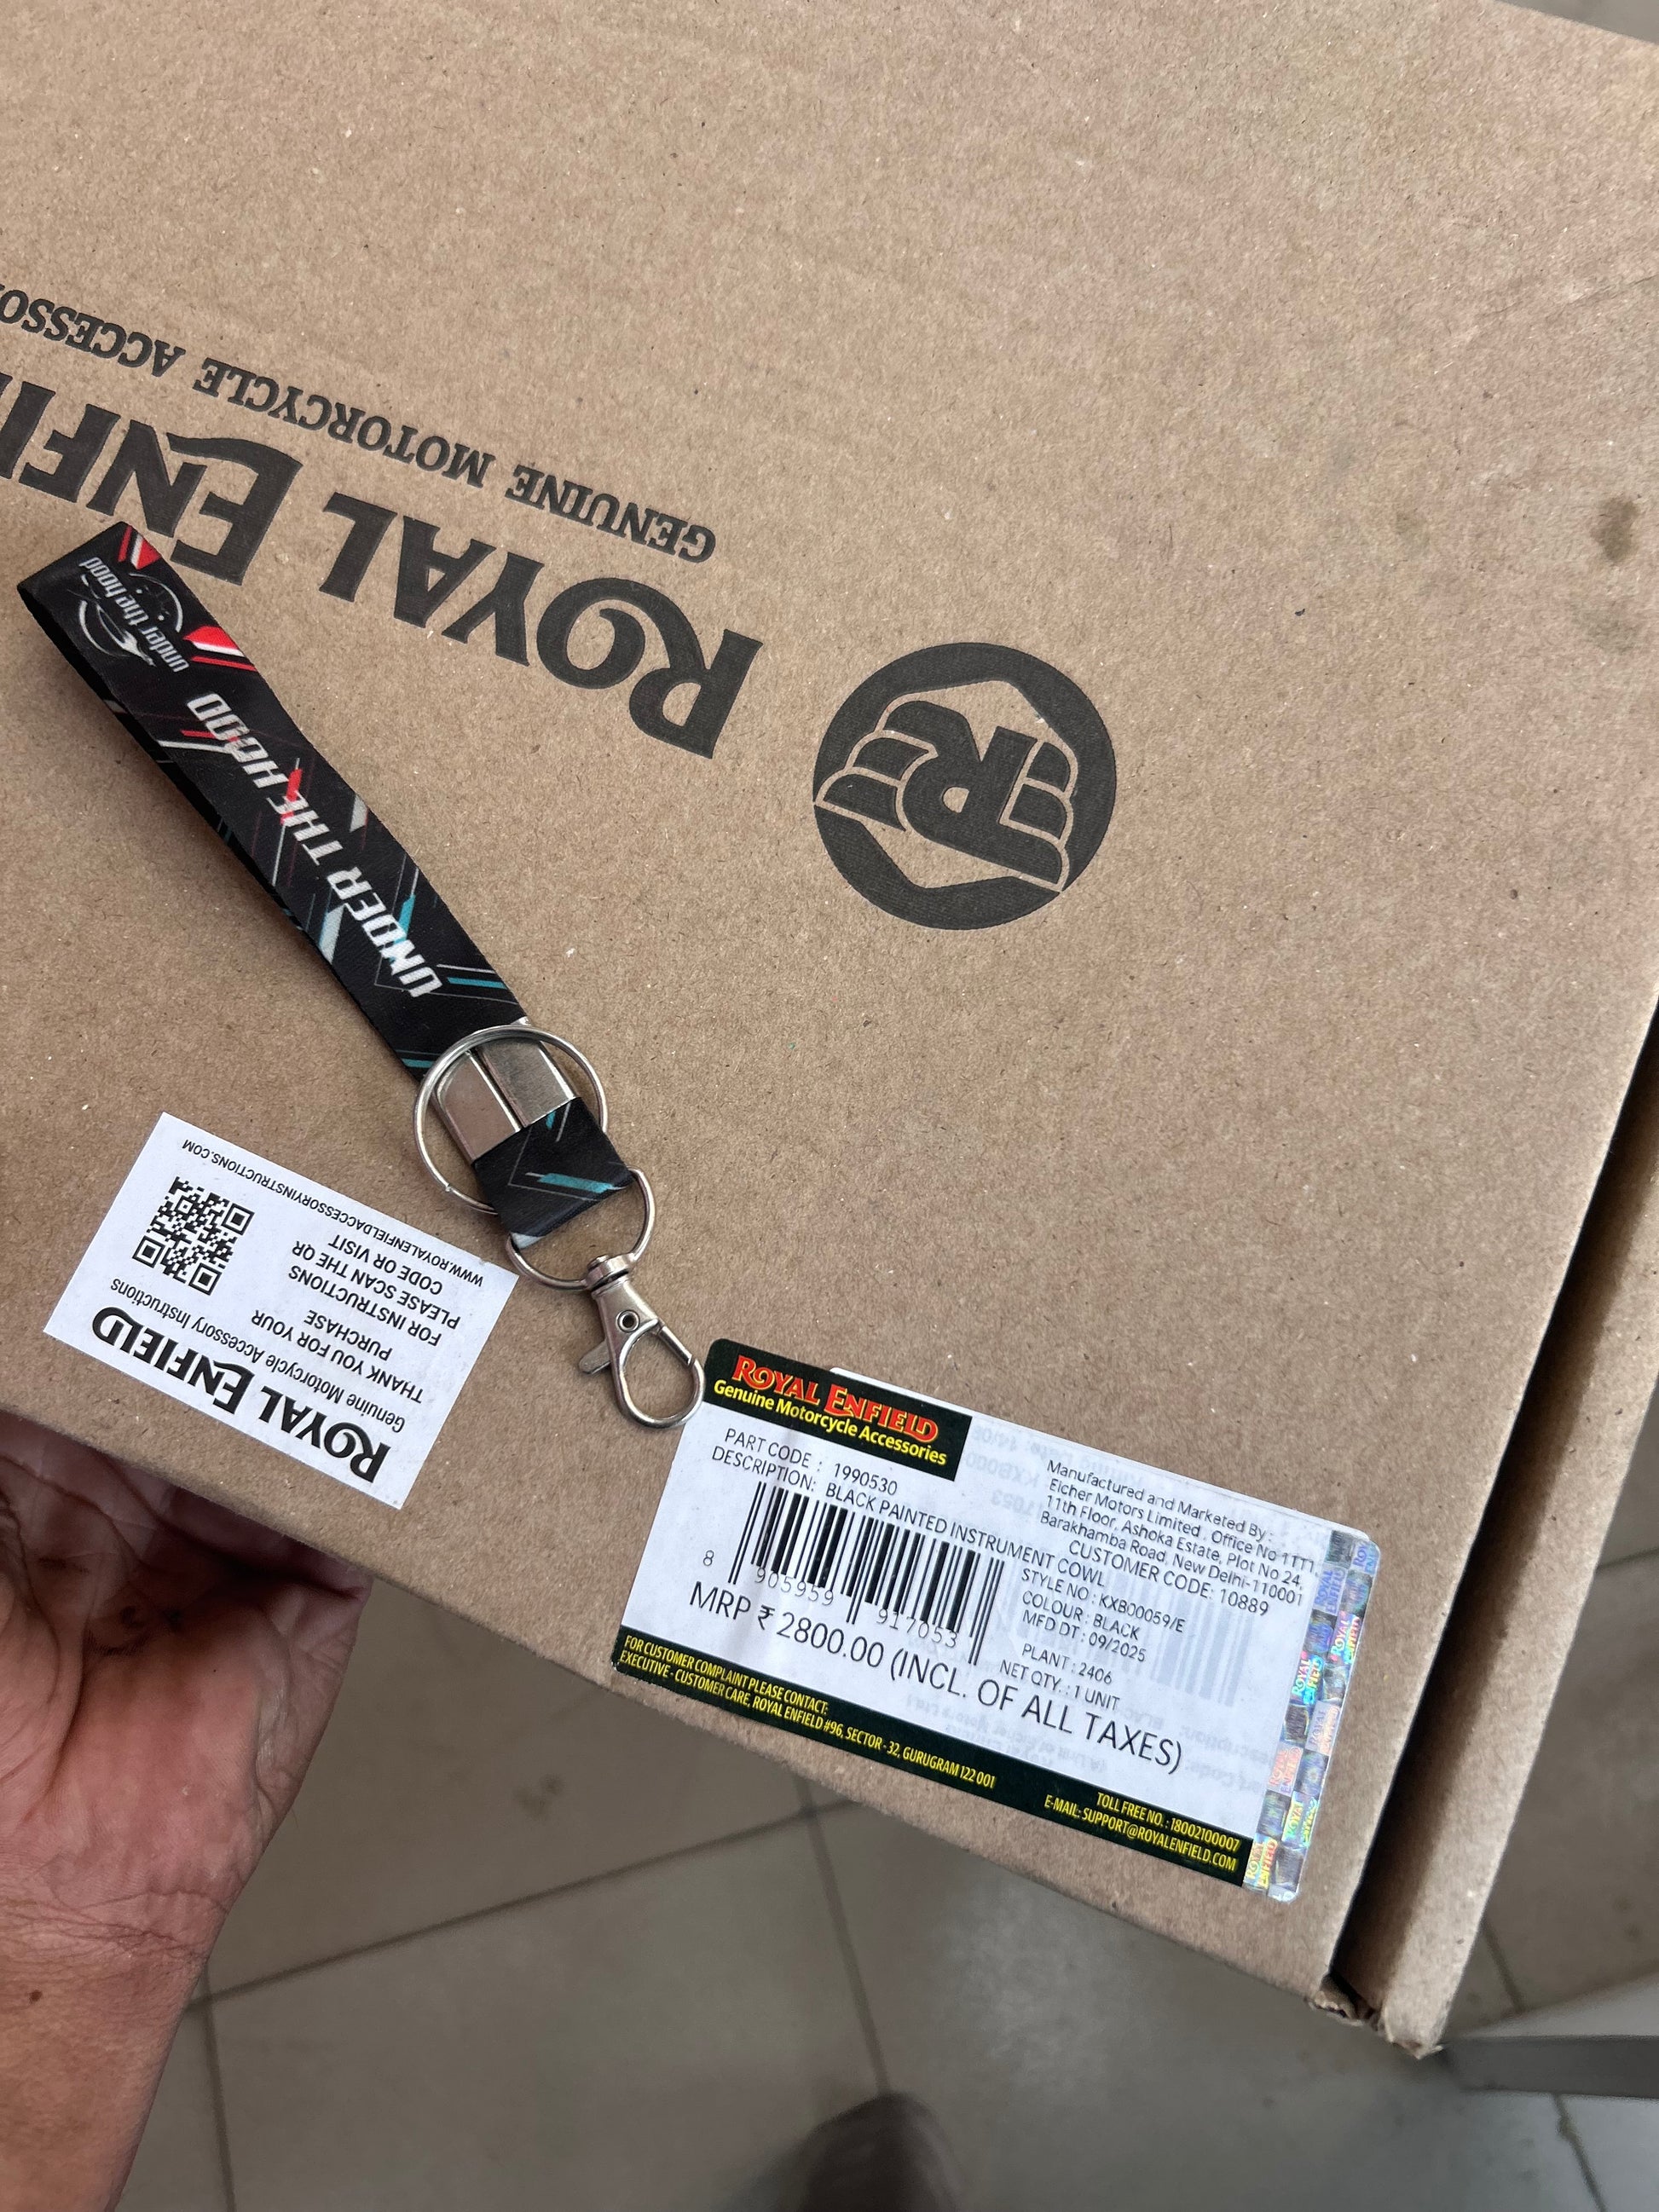 GENUINE MOTORCYCLE
ROYAL
R
under the hood
UNDER THE HOOD
ROYAL ENFIELD
Genuine Motorcycle Accessory Instructions
THANK YOU FOR YOUR
PURCHASE
FOR INSTRUCTIONS
PLEASE SCAN THE QR
CODE OR VISIT
WWW.ROYALENFIELDACCESSORYINSTRUCTIONS.COM
ROYAL ENFIELD
Genuine Motorcycle Accessories
PART CODE : 1990530
DESCRIPTION: BLACK PAINTED INSTRUMENT COWL
Manufactured and Marketed By :
Eicher Motors Limited , Office No 1111,
11th Floor, Ashoka Estate, Plot No 24,
Barakhamba Road, New Delhi-110001
CUSTOMER CODE: 10889
STYLE NO : KXB00059/E
COLOUR : BLACK
MFD DT : 09/2025
PLANT : 2406
NET QTY. : 1 UNIT
8 905959 917053
MRP ₹ 2800.00 (INCL. OF ALL TAXES)
FOR CUSTOMER COMPLAINT PLEASE CONTACT:
EXECUTIVE - CUSTOMER CARE, ROYAL ENFIELD #96, SECTOR -32, GURUGRAM 122 001
TOLL FREE NO. : 18002100007
E-MAIL: SUPPORT@ROYALENFIELD.COM
ROYAL ENFIELD